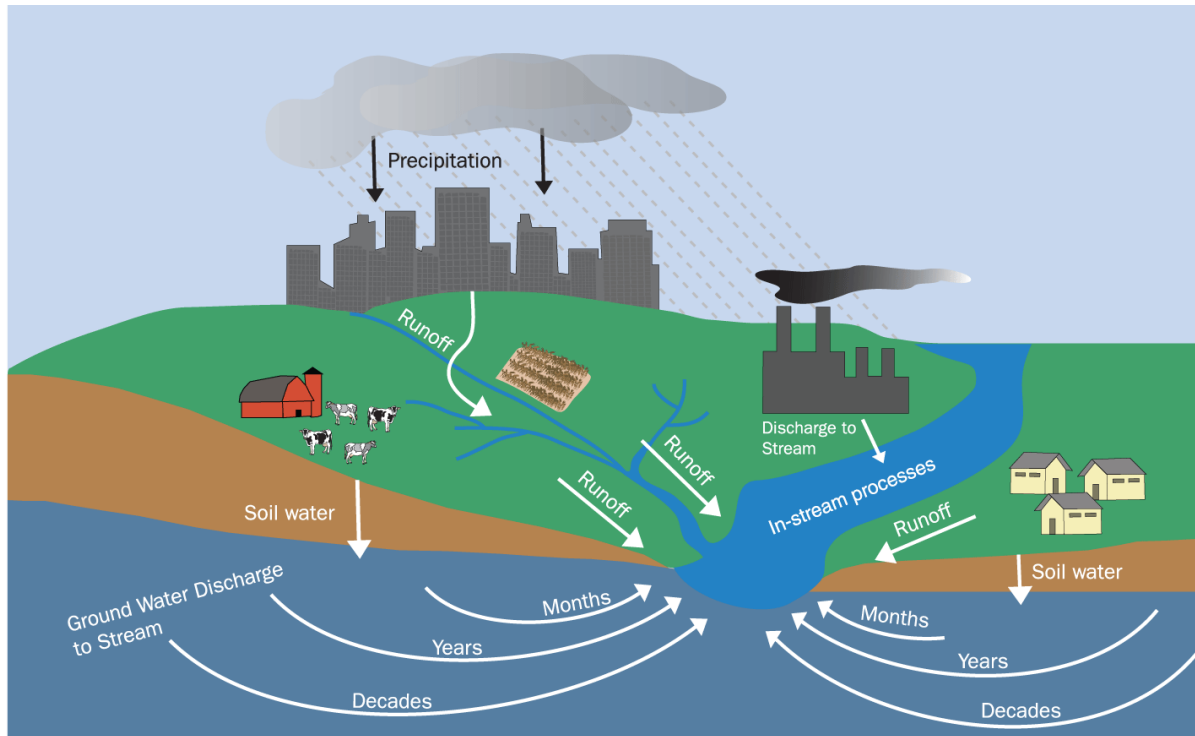 Precipitation
Runoff
Discharge to
Stream
Runoff
Runoff
In-stream processes
Runoff
Soil water
Soil water
Ground Water Discharge
to Stream
Months
Years
Decades
Months
Years
Decades